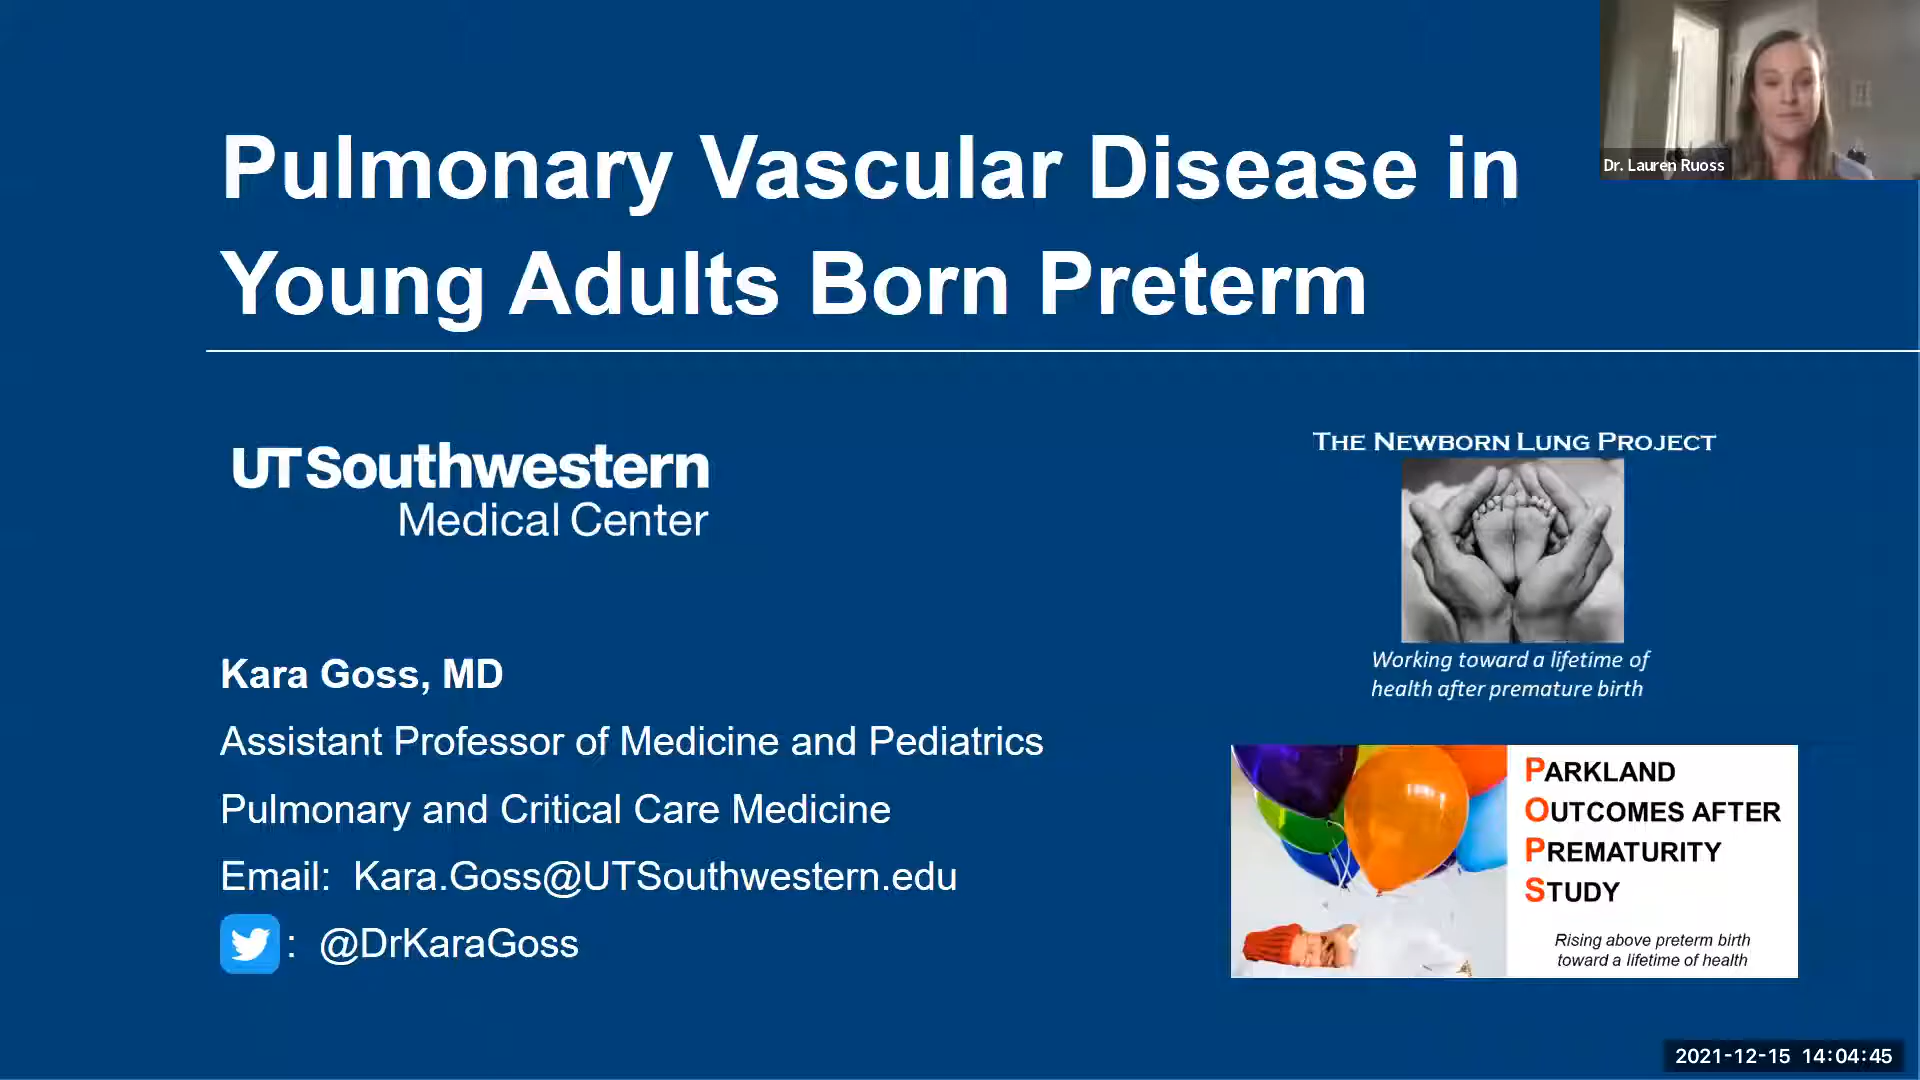 Pulmonary Vascular Disease in
Young Adults Born Preterm
Dr. Lauren Ruoss
UTSouthwestern
Medical Center
THE NEWBORN LUNG PROJECT
Working toward a lifetime of
health after premature birth
Kara Goss, MD
Assistant Professor of Medicine and Pediatrics
Pulmonary and Critical Care Medicine
Email: Kara.Goss@UTSouthwestern.edu
: @DrKaraGoss
PARKLAND
OUTCOMES AFTER
PREMATURITY
STUDY
Rising above preterm birth
toward a lifetime of health
2021-12-15 14:04:45